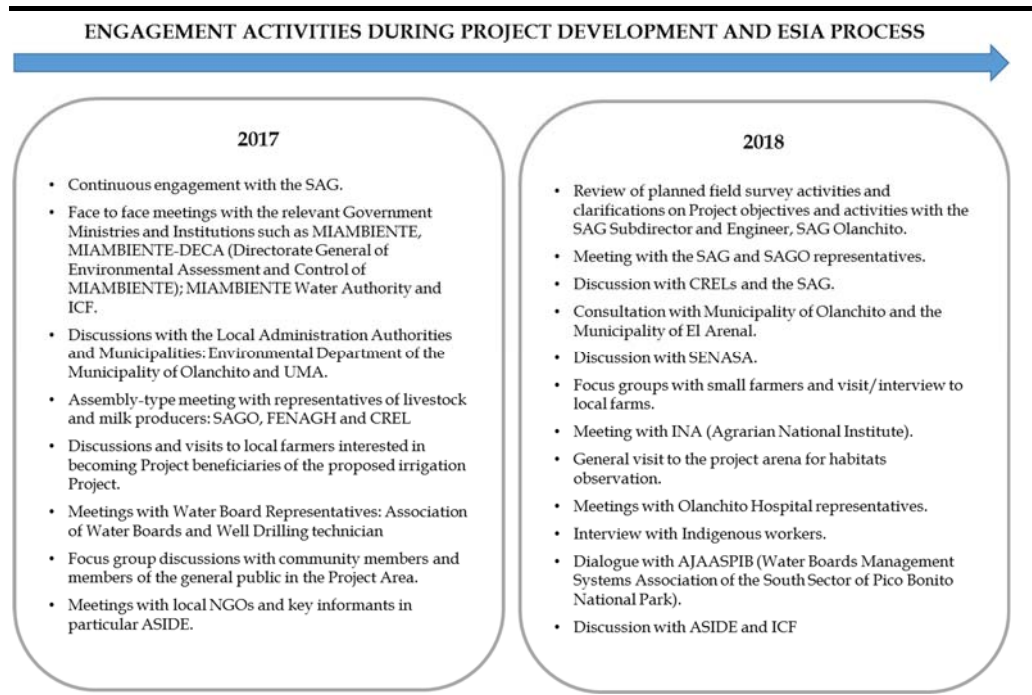 ENGAGEMENT ACTIVITIES DURING PROJECT DEVELOPMENT AND ESIA PROCESS
2017
• Continuous engagement with the SAG.
• Face to face meetings with the relevant Government
Ministries and Institutions such as MIAMBIENTE,
MIAMBIENTE-DECA (Directorate General of
Environmental Assessment and Control of
MIAMBIENTE); MIAMBIENTE Water Authority and
ICF.
• Discussions with the Local Administration Authorities
and Municipalities: Environmental Department of the
Municipality of Olanchito and UMA.
• Assembly-type meeting with representatives of livestock
and milk producers: SAGO, FENAGH and CREL
• Discussions and visits to local farmers interested in
becoming Project beneficiaries of the proposed irrigation
Project.
• Meetings with Water Board Representatives: Association
of Water Boards and Well Drilling technician
• Focus group discussions with community members and
members of the general public in the Project Area.
• Meetings with local NGOs and key informants in
particular ASIDE.
2018
• Review of planned field survey activities and
clarifications on Project objectives and activities with the
SAG Subdirector and Engineer, SAG Olanchito.
• Meeting with the SAG and SAGO representatives.
• Discussion with CRELs and the SAG.
• Consultation with Municipality of Olanchito and the
Municipality of El Arenal.
• Discussion with SENASA.
• Focus groups with small farmers and visit/interview to
local farms.
• Meeting with INA (Agrarian National Institute).
• General visit to the project arena for habitats
observation.
• Meetings with Olanchito Hospital representatives.
• Interview with Indigenous workers.
• Dialogue with AJAASPIB (Water Boards Management
Systems Association of the South Sector of Pico Bonito
National Park).
• Discussion with ASIDE and ICF